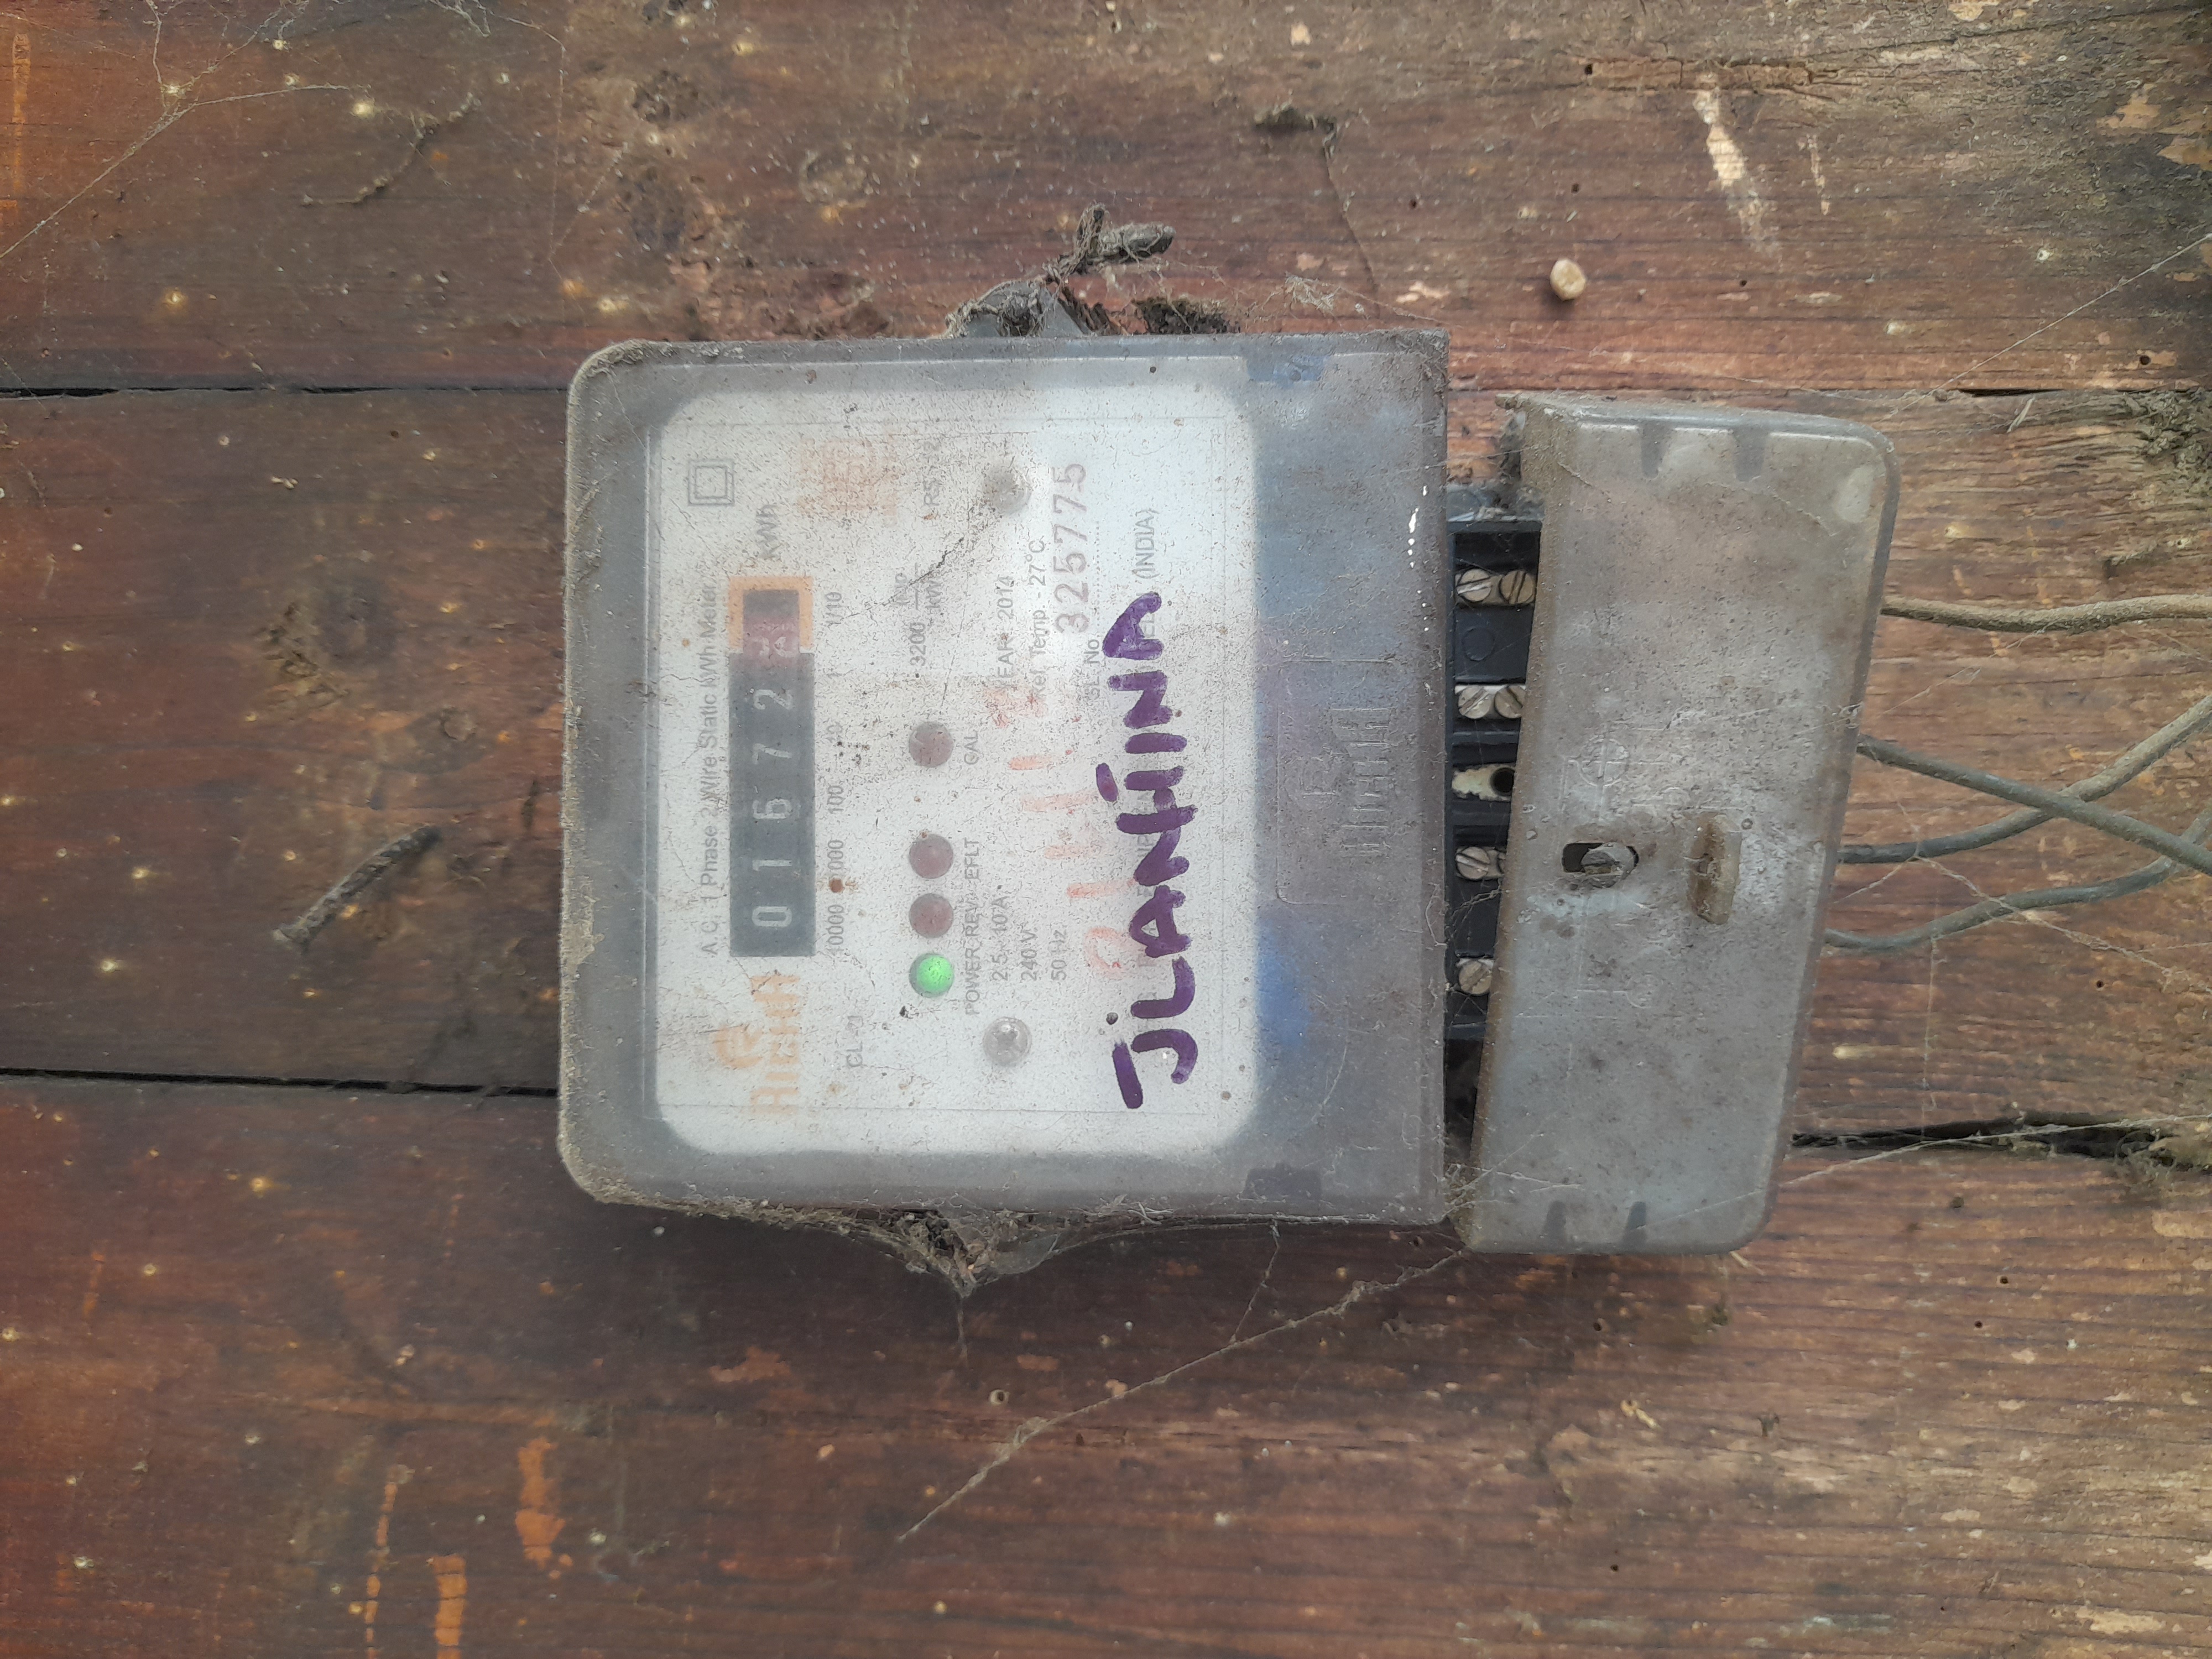 A.C. 1 Phase 2 Wire Static kWh Meter
0 1 6 7 2
kWh
10000 1000 100 10 1 1/10
CL-1
3200
POWER REV EFLT CAL
2.5 - 10 A
240 V
50 Hz
YEAR 2014
Ref. Temp. - 27°C
SL. No. 3257775
(INDIA)
JLANHINA